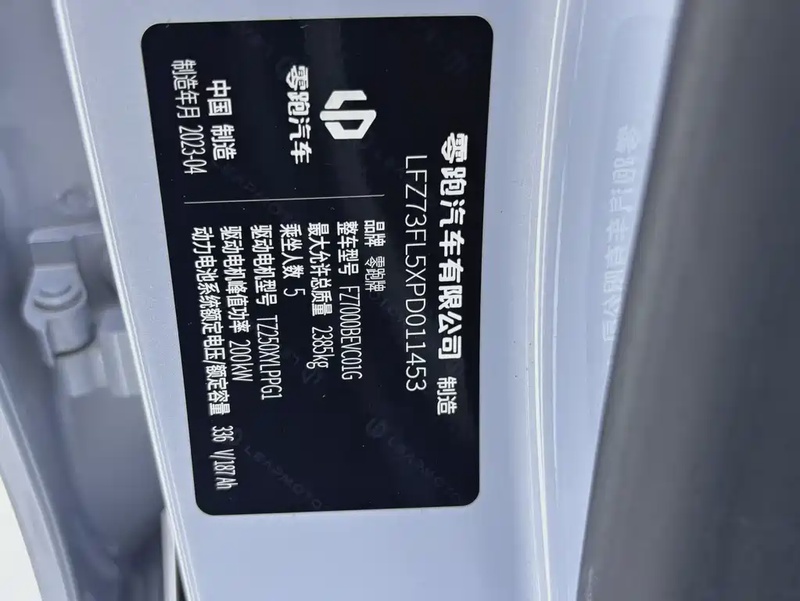 零跑汽车有限公司 制造
LFZ73FL5XPD011453
零跑汽车
中国 制造
制造年月 2023-04
品牌 零跑牌
整车型号 FZ7000BEVC01G
最大允许总质量 2385kg
乘坐人数 5
驱动电机型号 TZ250XYLPPG1
驱动电机峰值功率 200kW
动力电池系统额定电压/额定容量 336 V/187Ah
LEAPMOTO